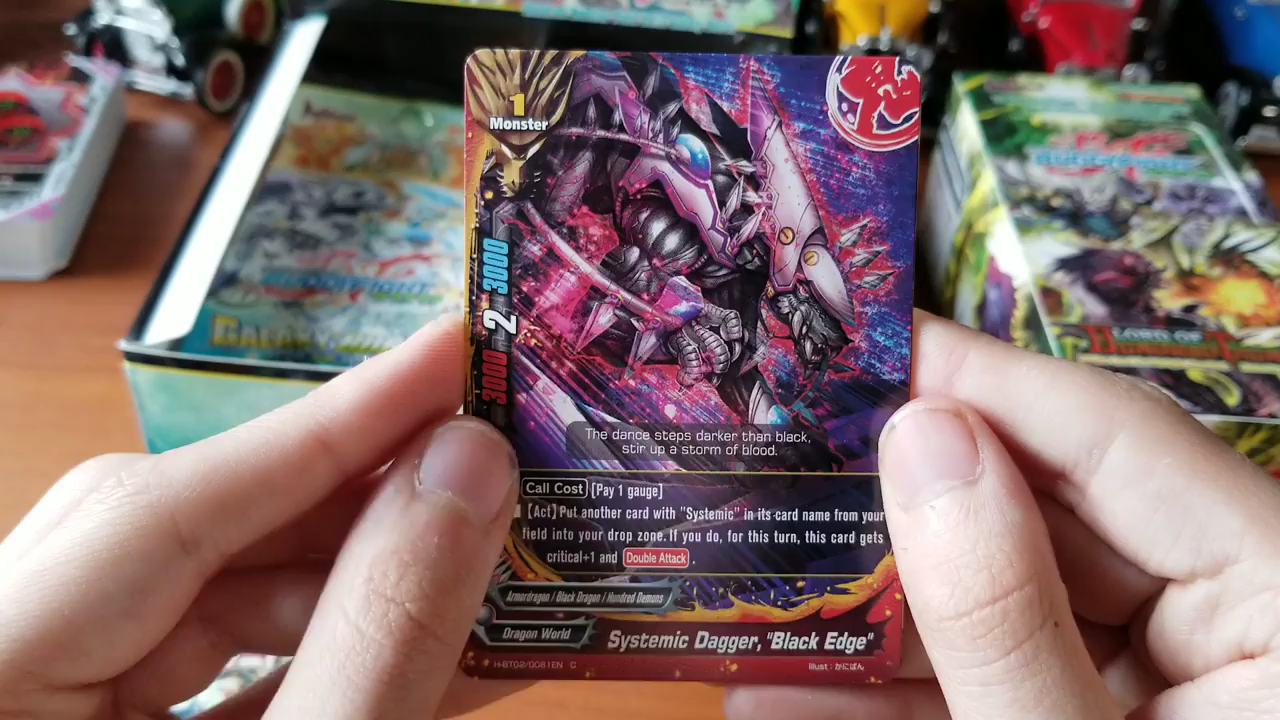 1
Monster
3000 2 3000
The dance steps darker than black,
stir up a storm of blood.
Call Cost [Pay 1 gauge]
■ 【Act】 Put another card with "Systemic" in its card name from your
field into your drop zone. If you do, for this turn, this card gets
critical+1 and Double Attack .
Armordragon / Black Dragon / Hundred Demons
Dragon World
Systemic Dagger, "Black Edge"
H-BT02/0081EN C
Illust : かにぱん
BUDDYFIGHT
LORD OF